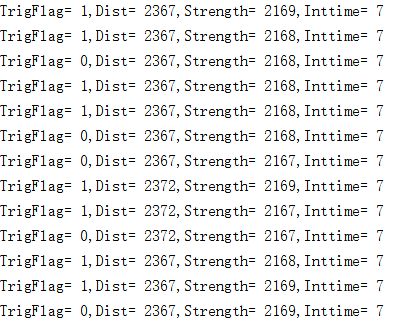 TrigFlag= 1,Dist= 2367,Strength= 2169,Inttime= 7
TrigFlag= 1,Dist= 2367,Strength= 2168,Inttime= 7
TrigFlag= 0,Dist= 2367,Strength= 2168,Inttime= 7
TrigFlag= 1,Dist= 2367,Strength= 2168,Inttime= 7
TrigFlag= 1,Dist= 2367,Strength= 2168,Inttime= 7
TrigFlag= 0,Dist= 2367,Strength= 2168,Inttime= 7
TrigFlag= 0,Dist= 2367,Strength= 2167,Inttime= 7
TrigFlag= 1,Dist= 2372,Strength= 2169,Inttime= 7
TrigFlag= 1,Dist= 2372,Strength= 2167,Inttime= 7
TrigFlag= 0,Dist= 2372,Strength= 2167,Inttime= 7
TrigFlag= 1,Dist= 2367,Strength= 2168,Inttime= 7
TrigFlag= 1,Dist= 2367,Strength= 2169,Inttime= 7
TrigFlag= 0,Dist= 2367,Strength= 2169,Inttime= 7